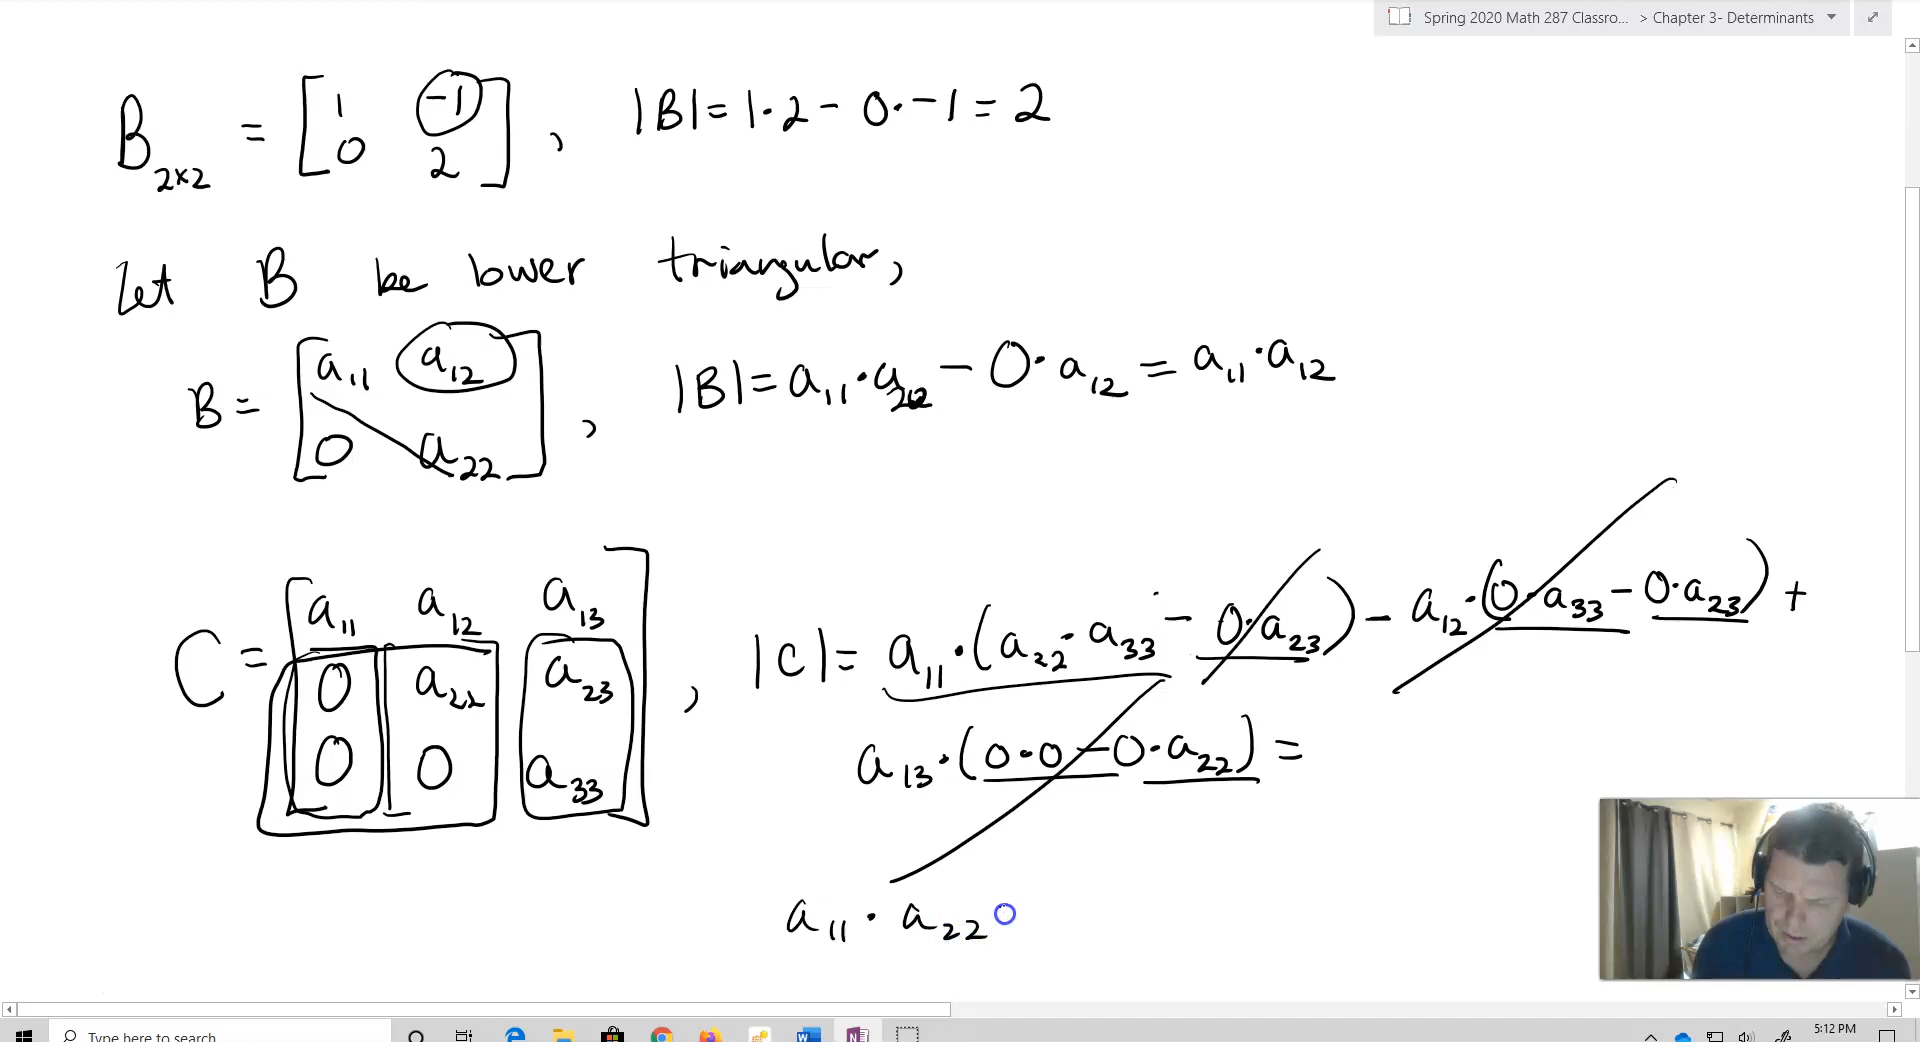 Spring 2020 Math 287 Classro... > Chapter 3- Determinants
B₂ₓ₂ = [1 -1; 0 2], |B| = 1·2 - 0·-1 = 2
Let B be lower triangular,
B = [a₁₁ a₁₂; 0 a₂₂], |B| = a₁₁·a₂₂ - 0·a₁₂ = a₁₁·a₁₂
C = [a₁₁ a₁₂ a₁₃; 0 a₂₂ a₂₃; 0 0 a₃₃], |C| = a₁₁·(a₂₂·a₃₃ - 0·a₂₃) - a₁₂·(0·a₃₃ - 0·a₂₃) +
a₁₃·(0·0 - 0·a₂₂) =
a₁₁·a₂₂
Type here to search
5:12 PM